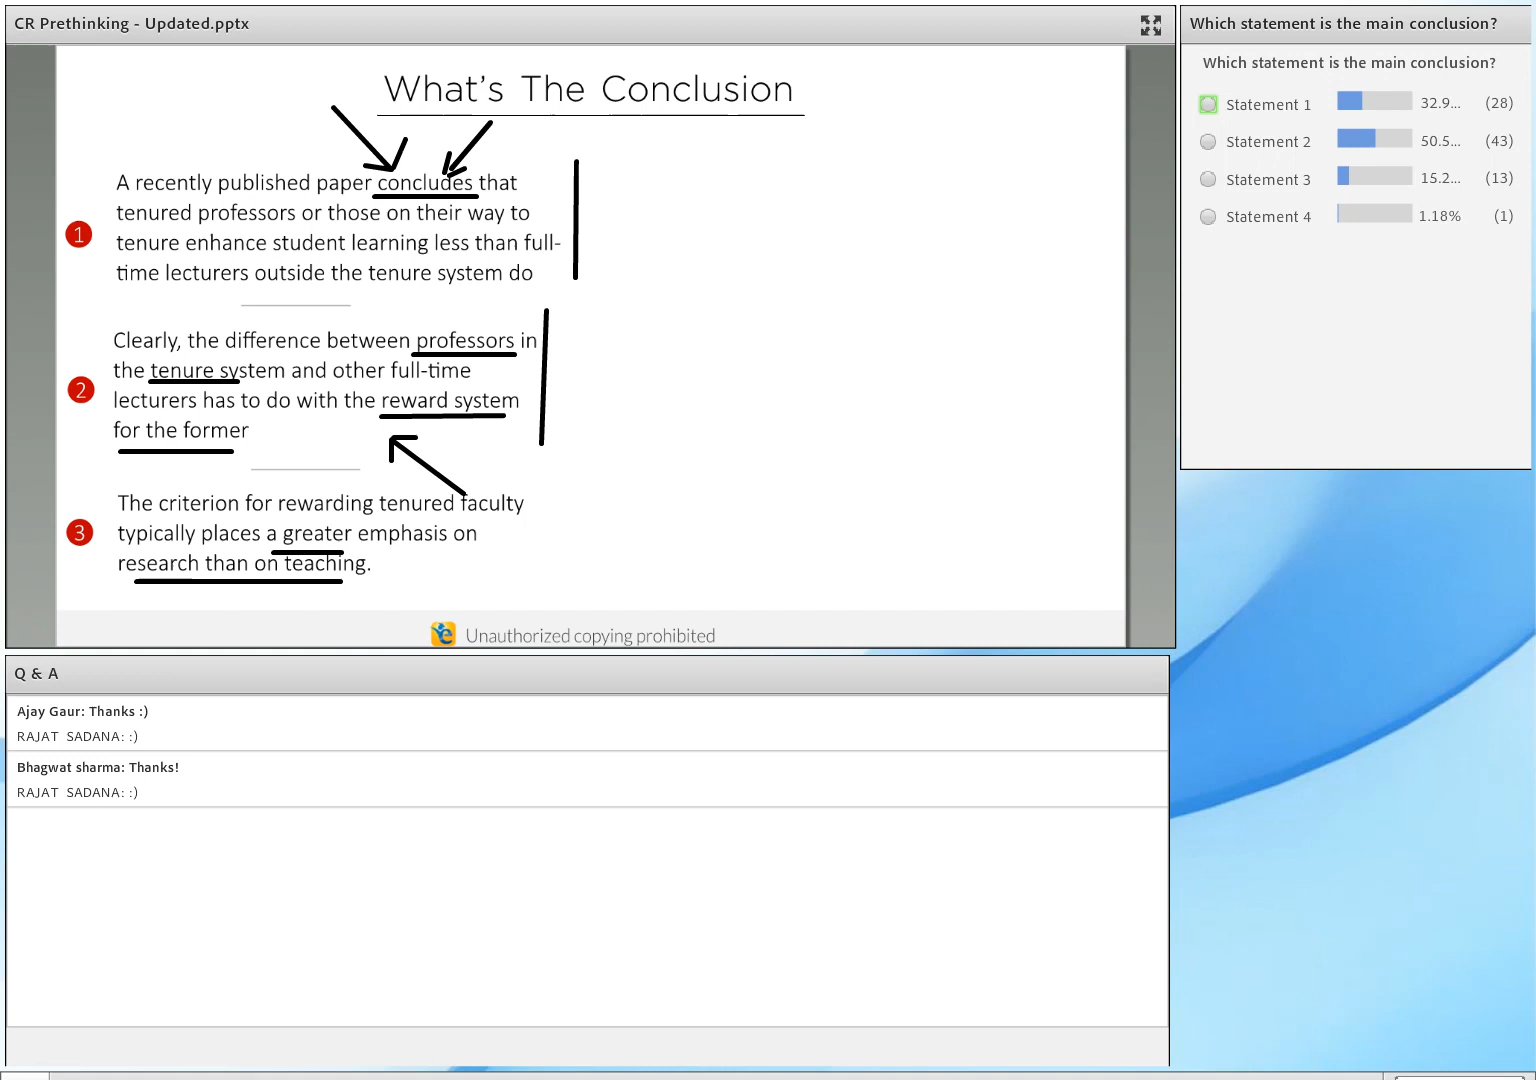 CR Prethinking - Updated.pptx
What's The Conclusion
1
A recently published paper concludes that
tenured professors or those on their way to
tenure enhance student learning less than full-
time lecturers outside the tenure system do
2
Clearly, the difference between professors in
the tenure system and other full-time
lecturers has to do with the reward system
for the former
3
The criterion for rewarding tenured faculty
typically places a greater emphasis on
research than on teaching.
Unauthorized copying prohibited
Which statement is the main conclusion?
Which statement is the main conclusion?
Statement 1 32.9... (28)
Statement 2 50.5... (43)
Statement 3 15.2... (13)
Statement 4 1.18% (1)
Q & A
Ajay Gaur: Thanks :)
RAJAT SADANA: :)
Bhagwat sharma: Thanks!
RAJAT SADANA: :)